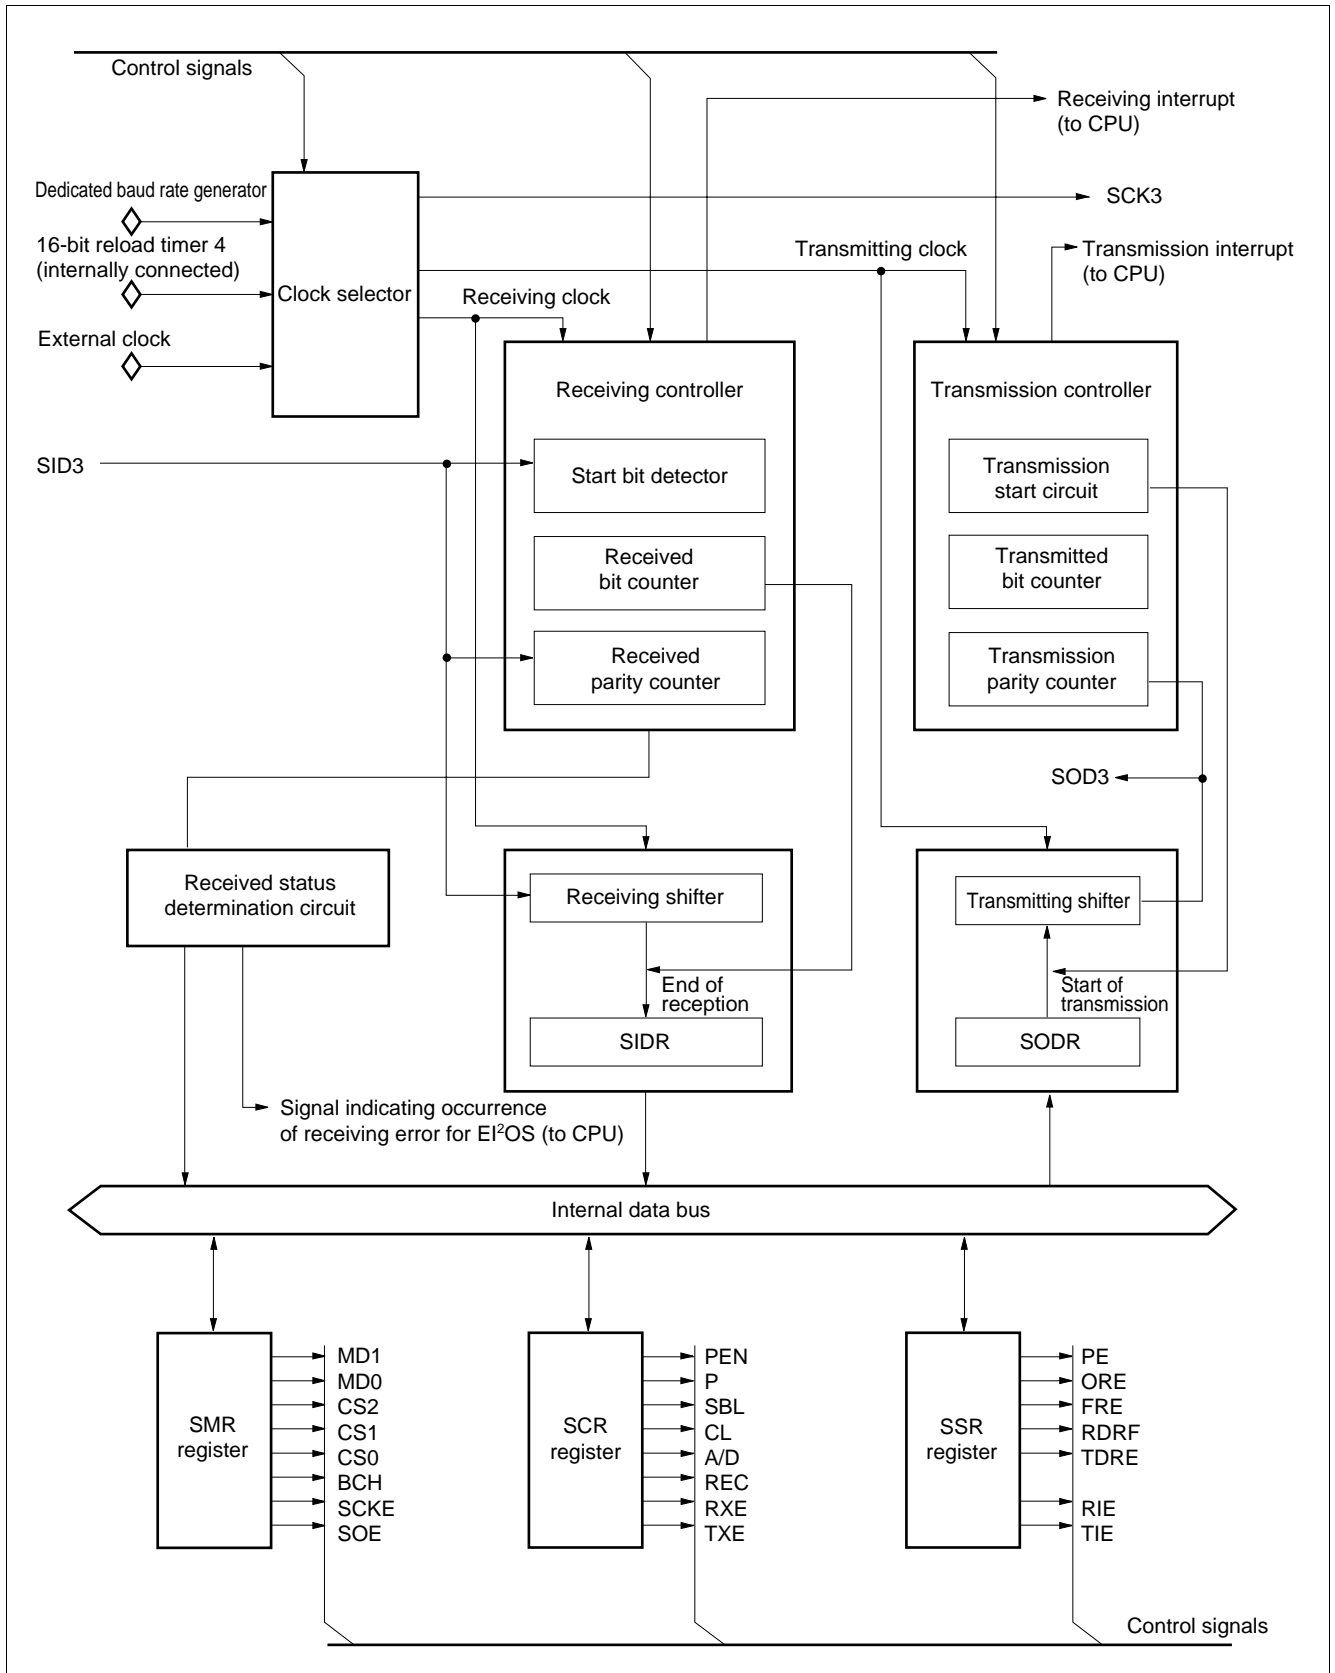 Control signals
Receiving interrupt
(to CPU)
Dedicated baud rate generator
SCK3
16-bit reload timer 4
(internally connected)
Transmitting clock
Transmission interrupt
(to CPU)
Clock selector
Receiving clock
External clock
Receiving controller
Transmission controller
SID3
Start bit detector
Transmission
start circuit
Received
bit counter
Transmitted
bit counter
Received
parity counter
Transmission
parity counter
SOD3
Received status
determination circuit
Receiving shifter
Transmitting shifter
End of
reception
Start of
transmission
SIDR
SODR
Signal indicating occurrence
of receiving error for EI²OS (to CPU)
Internal data bus
SMR
register
MD1
MD0
CS2
CS1
CS0
BCH
SCKE
SOE
SCR
register
PEN
P
SBL
CL
A/D
REC
RXE
TXE
SSR
register
PE
ORE
FRE
RDRF
TDRE
RIE
TIE
Control signals